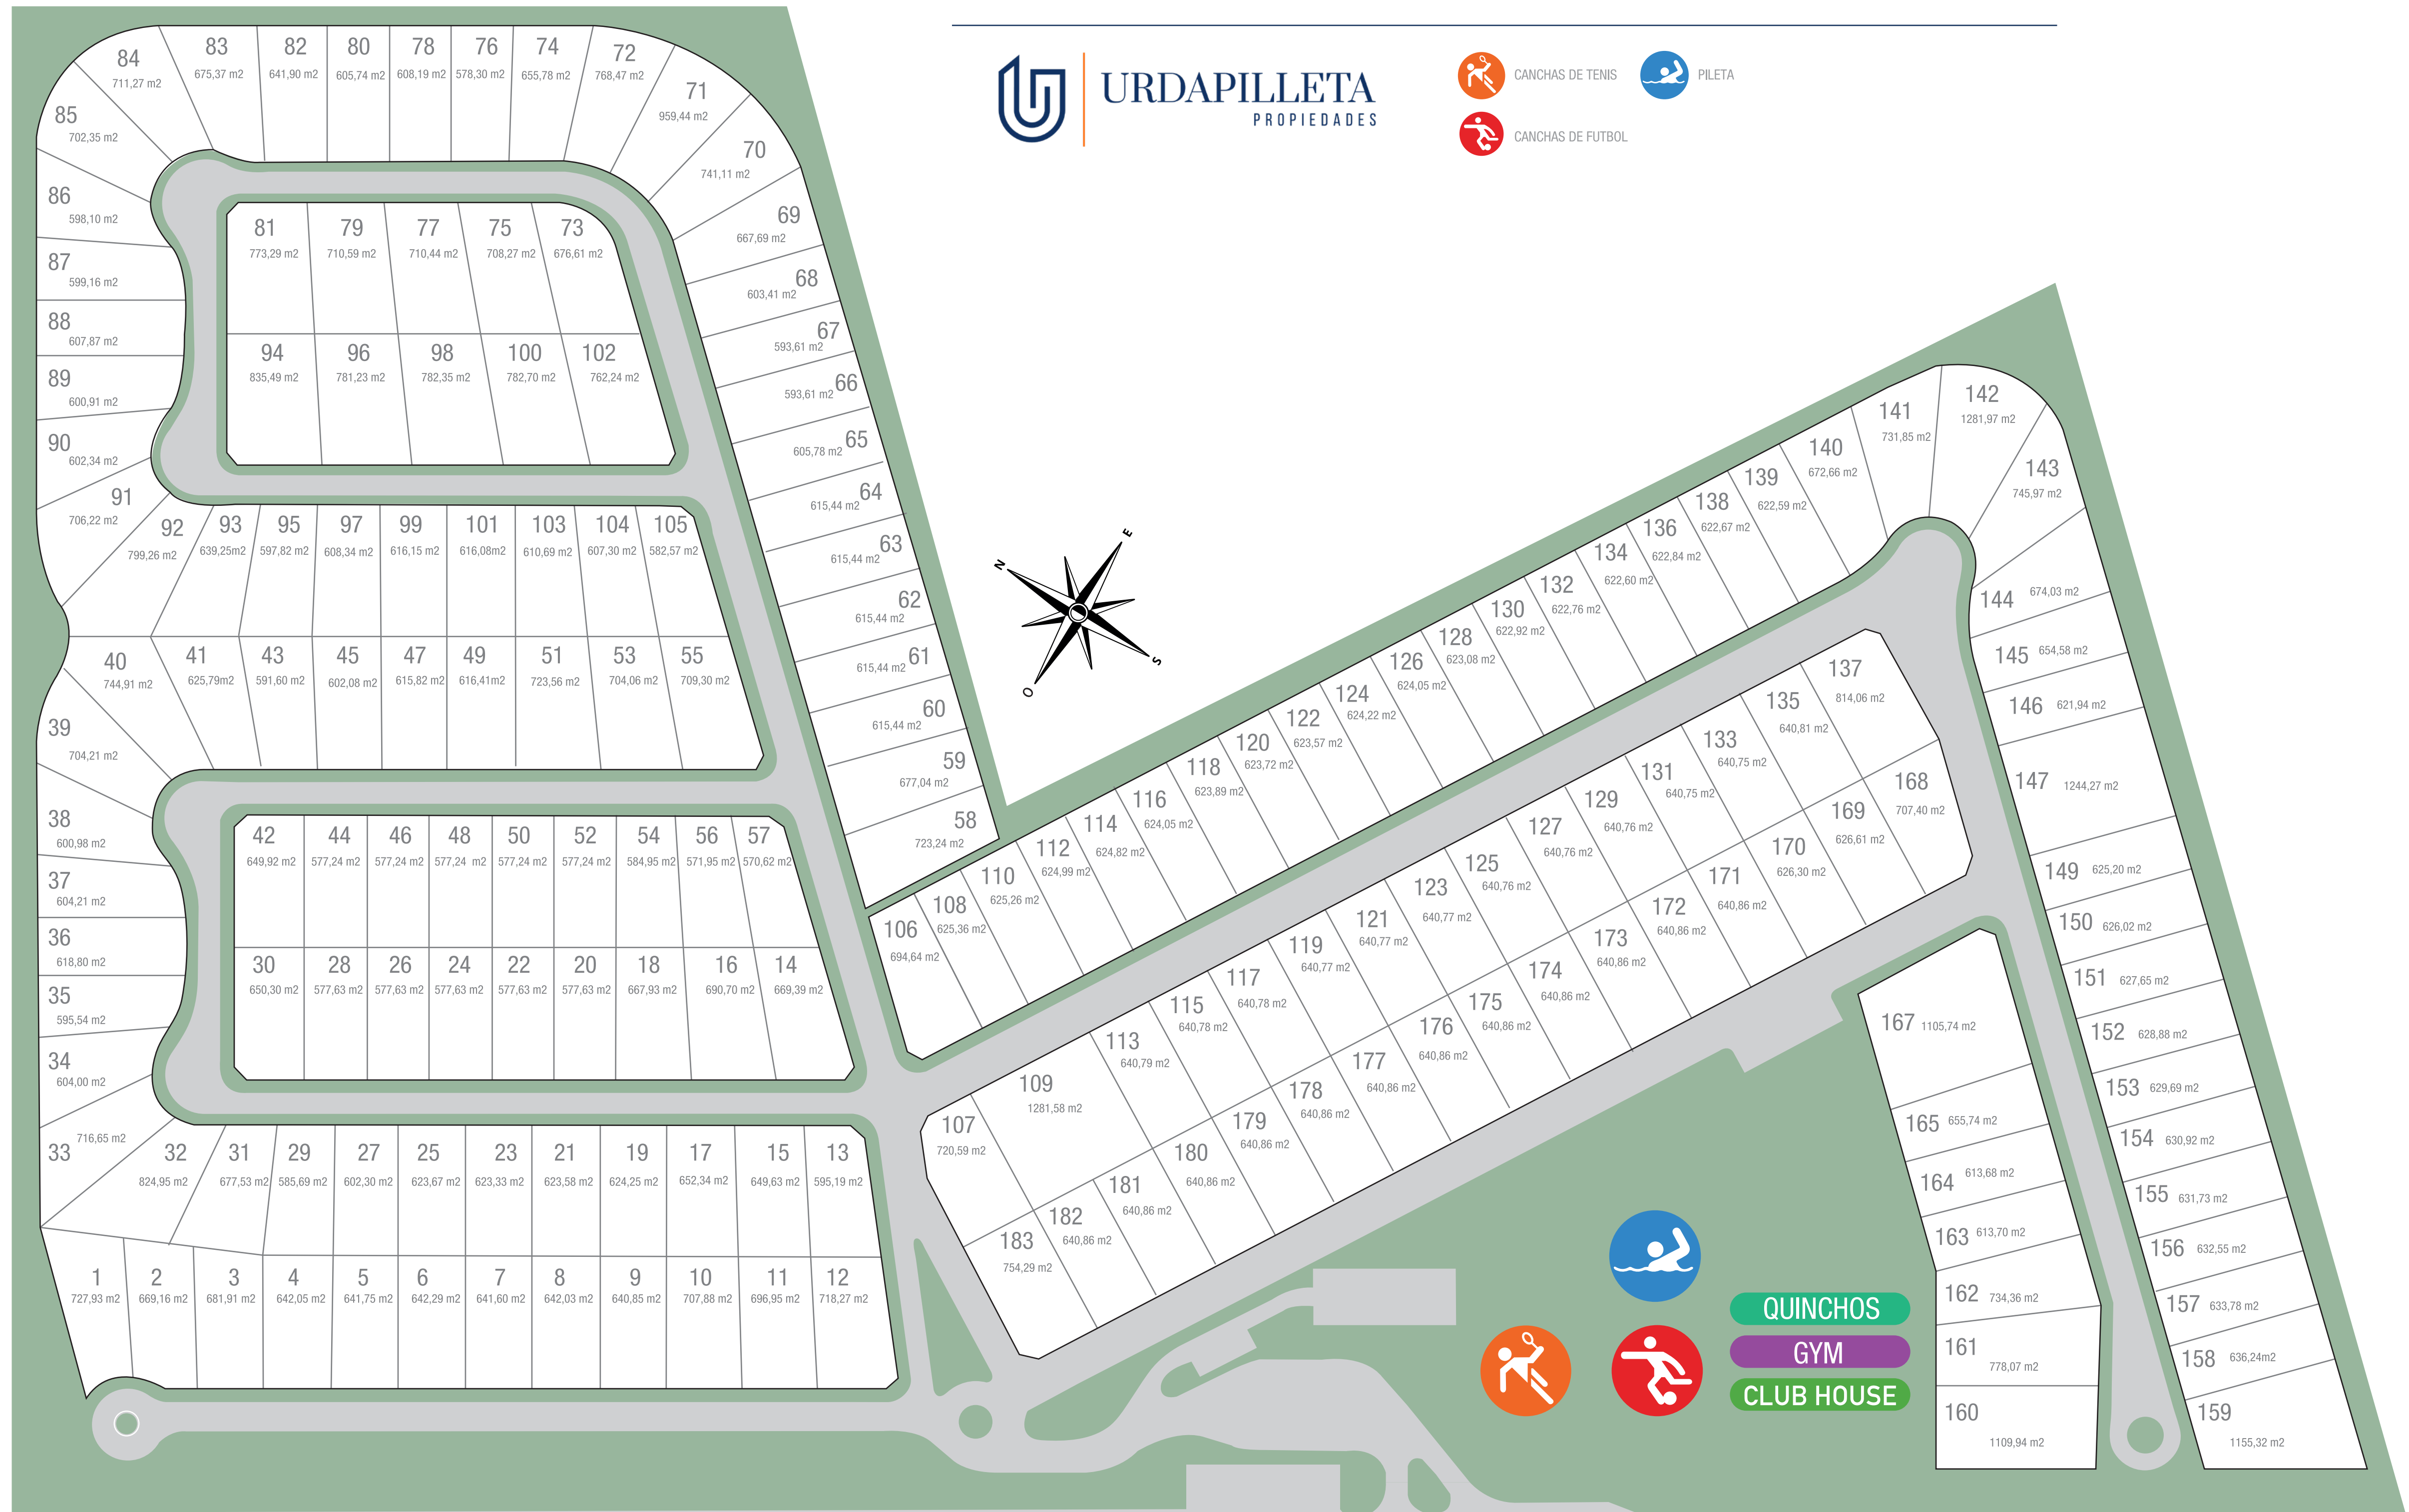 URDAPILLETA
PROPIEDADES
CANCHAS DE TENIS
PILETA
CANCHAS DE FUTBOL
84
711,27 m2
83
675,37 m2
82
641,90 m2
80
605,74 m2
78
608,19 m2
76
578,30 m2
74
655,78 m2
72
768,47 m2
71
959,44 m2
70
741,11 m2
69
667,69 m2
68
603,41 m2
67
593,61 m2
66
593,61 m2
65
605,78 m2
64
615,44 m2
63
615,44 m2
62
615,44 m2
61
615,44 m2
60
615,44 m2
59
677,04 m2
58
723,24 m2
85
702,35 m2
86
598,10 m2
87
599,16 m2
88
607,87 m2
89
600,91 m2
90
602,34 m2
91
706,22 m2
92
799,26 m2
81
773,29 m2
79
710,59 m2
77
710,44 m2
75
708,27 m2
73
676,61 m2
94
835,49 m2
96
781,23 m2
98
782,35 m2
100
782,70 m2
102
762,24 m2
93
639,25m2
95
597,82 m2
97
608,34 m2
99
616,15 m2
101
616,08m2
103
610,69 m2
104
607,30 m2
105
582,57 m2
40
744,91 m2
41
625,79m2
43
591,60 m2
45
602,08 m2
47
615,82 m2
49
616,41m2
51
723,56 m2
53
704,06 m2
55
709,30 m2
39
704,21 m2
38
600,98 m2
37
604,21 m2
36
618,80 m2
35
595,54 m2
34
604,00 m2
33
716,65 m2
42
649,92 m2
44
577,24 m2
46
577,24 m2
48
577,24 m2
50
577,24 m2
52
577,24 m2
54
584,95 m2
56
571,95 m2
57
570,62 m2
30
650,30 m2
28
577,63 m2
26
577,63 m2
24
577,63 m2
22
577,63 m2
20
577,63 m2
18
667,93 m2
16
690,70 m2
14
669,39 m2
32
824,95 m2
31
677,53 m2
29
585,69 m2
27
602,30 m2
25
623,67 m2
23
623,33 m2
21
623,58 m2
19
624,25 m2
17
652,34 m2
15
649,63 m2
13
595,19 m2
1
727,93 m2
2
669,16 m2
3
681,91 m2
4
642,05 m2
5
641,75 m2
6
642,29 m2
7
641,60 m2
8
642,03 m2
9
640,85 m2
10
707,88 m2
11
696,95 m2
12
718,27 m2
N
E
S
O
106
694,64 m2
108
625,36 m2
110
625,26 m2
112
624,99 m2
114
624,82 m2
116
624,05 m2
118
623,89 m2
120
623,72 m2
122
623,57 m2
124
624,22 m2
126
624,05 m2
128
623,08 m2
130
622,92 m2
132
622,76 m2
134
622,60 m2
136
622,84 m2
138
622,67 m2
139
622,59 m2
140
672,66 m2
141
731,85 m2
142
1281,97 m2
143
745,97 m2
144
674,03 m2
145
654,58 m2
146
621,94 m2
147
1244,27 m2
149
625,20 m2
150
626,02 m2
151
627,65 m2
152
628,88 m2
153
629,69 m2
154
630,92 m2
155
631,73 m2
156
632,55 m2
157
633,78 m2
158
636,24m2
159
1155,32 m2
107
720,59 m2
109
1281,58 m2
113
640,79 m2
115
640,78 m2
117
640,78 m2
119
640,77 m2
121
640,77 m2
123
640,77 m2
125
640,76 m2
127
640,76 m2
129
640,76 m2
131
640,75 m2
133
640,75 m2
135
640,81 m2
137
814,06 m2
168
707,40 m2
169
626,61 m2
170
626,30 m2
171
640,86 m2
172
640,86 m2
173
640,86 m2
174
640,86 m2
175
640,86 m2
176
640,86 m2
177
640,86 m2
178
640,86 m2
179
640,86 m2
180
640,86 m2
181
640,86 m2
182
640,86 m2
183
754,29 m2
167
1105,74 m2
165
655,74 m2
164
613,68 m2
163
613,70 m2
162
734,36 m2
161
778,07 m2
160
1109,94 m2
QUINCHOS
GYM
CLUB HOUSE